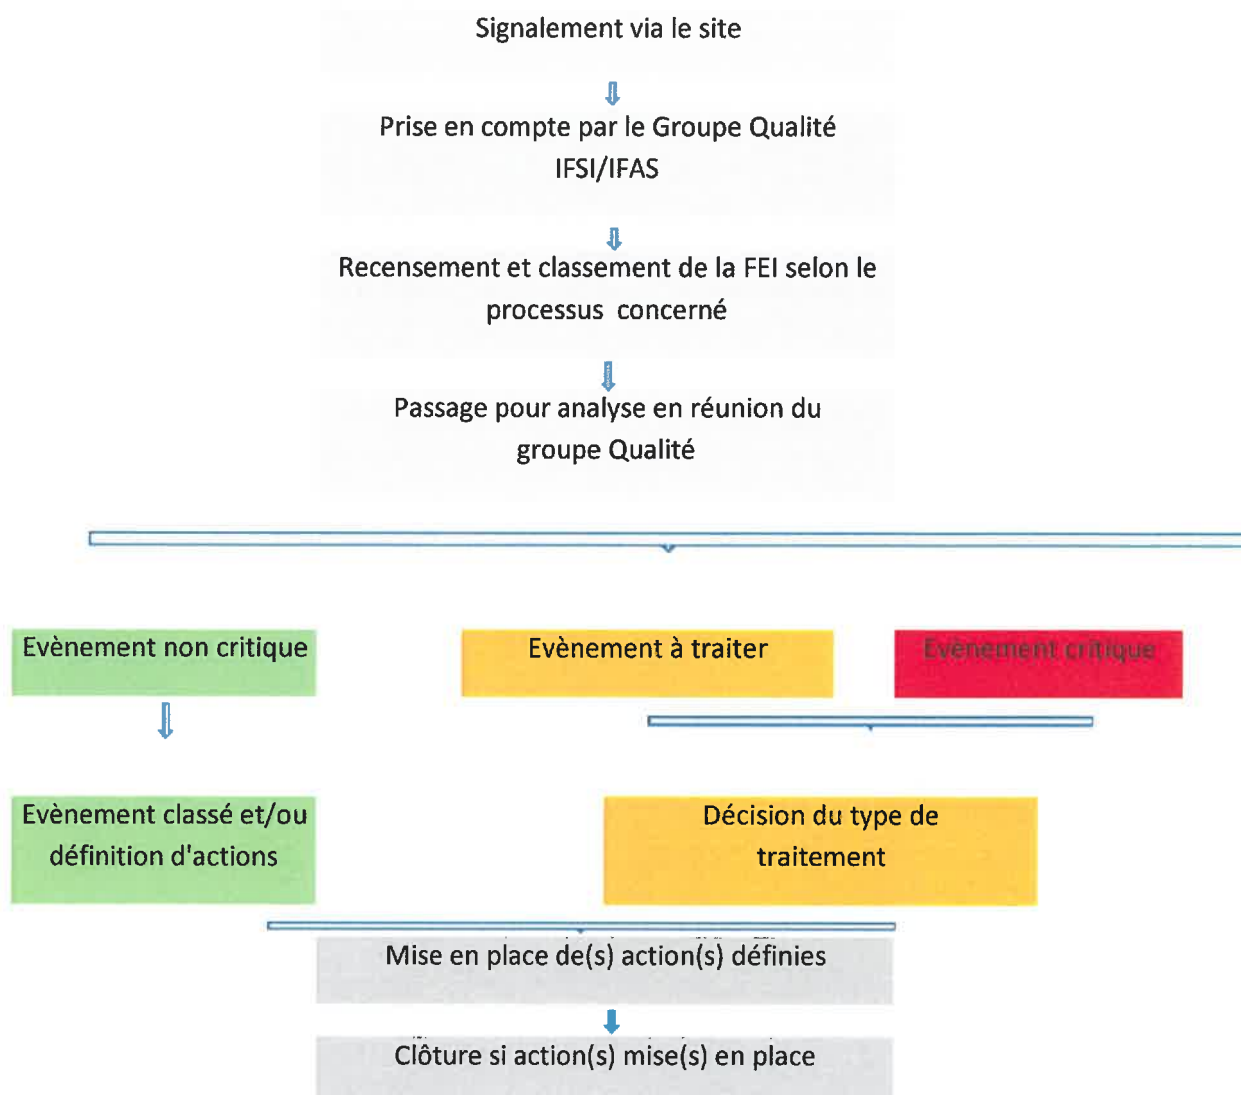 Signalement via le site
Prise en compte par le Groupe Qualité
IFSI/IFAS
Recensement et classement de la FEI selon le
processus concerné
Passage pour analyse en réunion du
groupe Qualité
Evènement non critique
Evènement à traiter
Evènement critique
Evènement classé et/ou
définition d'actions
Décision du type de
traitement
Mise en place de(s) action(s) définies
Clôture si action(s) mise(s) en place